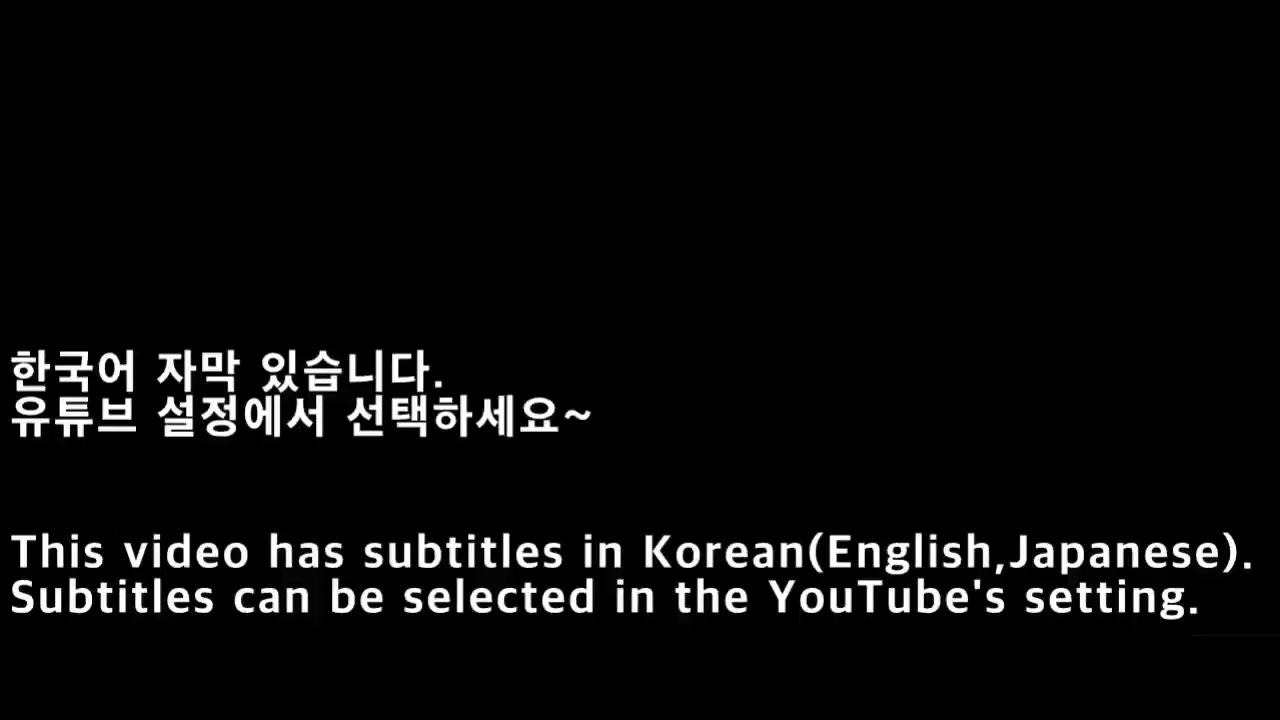 한국어 자막 있습니다.
유튜브 설정에서 선택하세요~
This video has subtitles in Korean(English,Japanese).
Subtitles can be selected in the YouTube's setting.